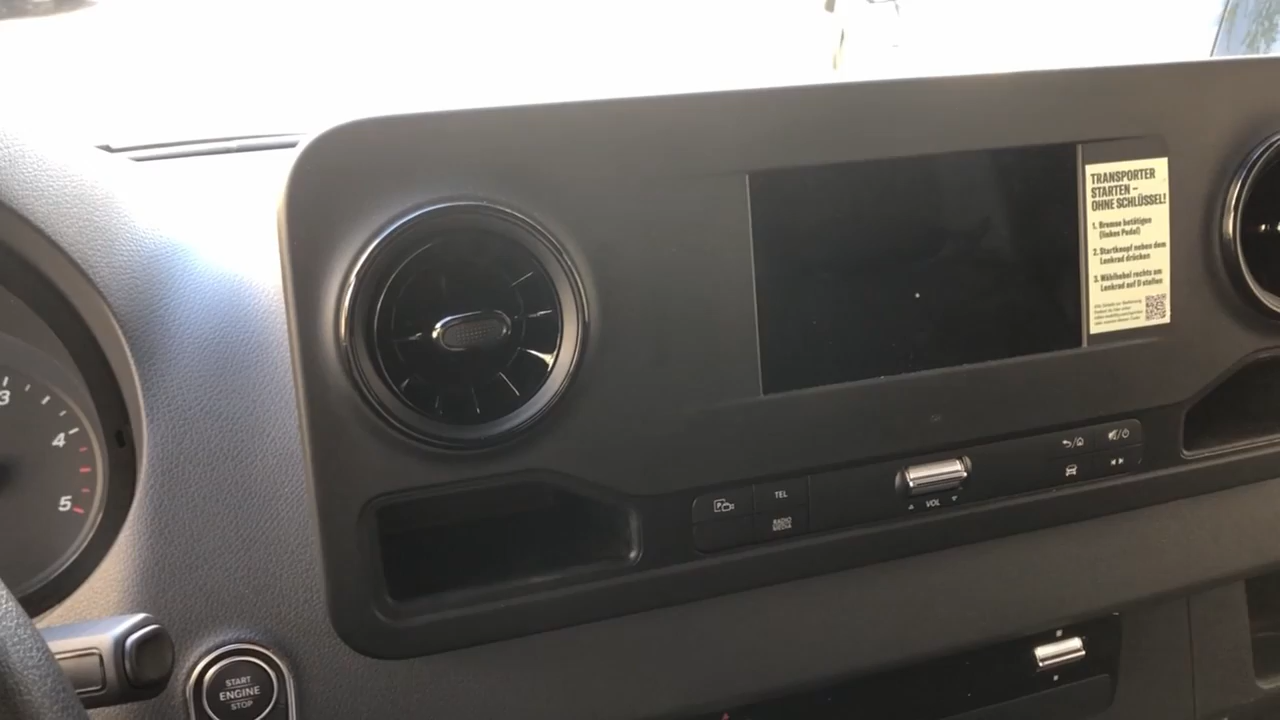 TRANSPORTER
STARTEN –
OHNE SCHLÜSSEL!
1. Bremse betätigen
(linkes Pedal)
2. Startknopf neben dem
Lenkrad drücken
3. Wählhebel rechts am
Lenkrad auf D stellen
3
4
5
P
TEL
RADIO
MEDIA
VOL
START
ENGINE
STOP